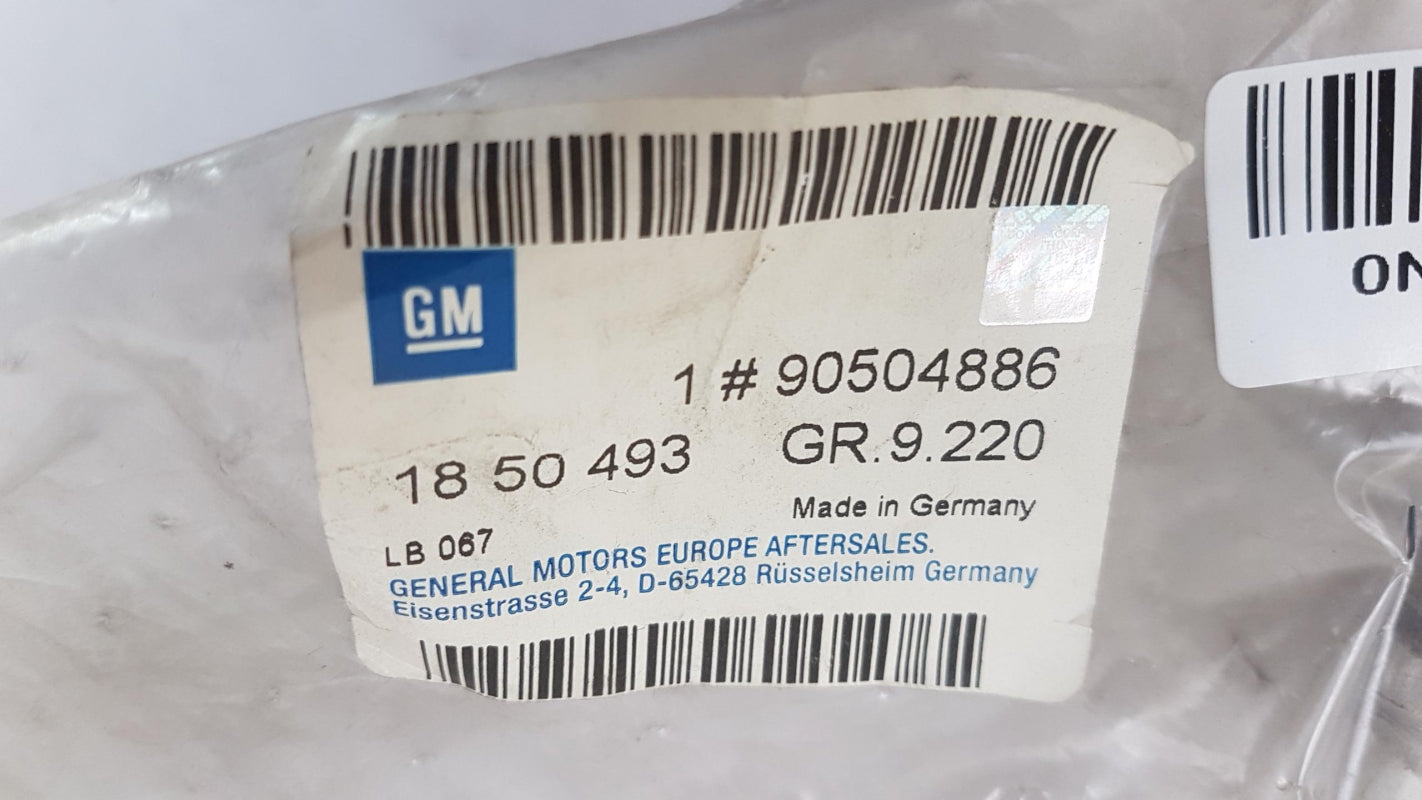 GM
1 # 90504886
18 50 493 GR.9.220
Made in Germany
LB 067
GENERAL MOTORS EUROPE AFTERSALES.
Eisenstrasse 2-4, D-65428 Rüsselsheim Germany
0N